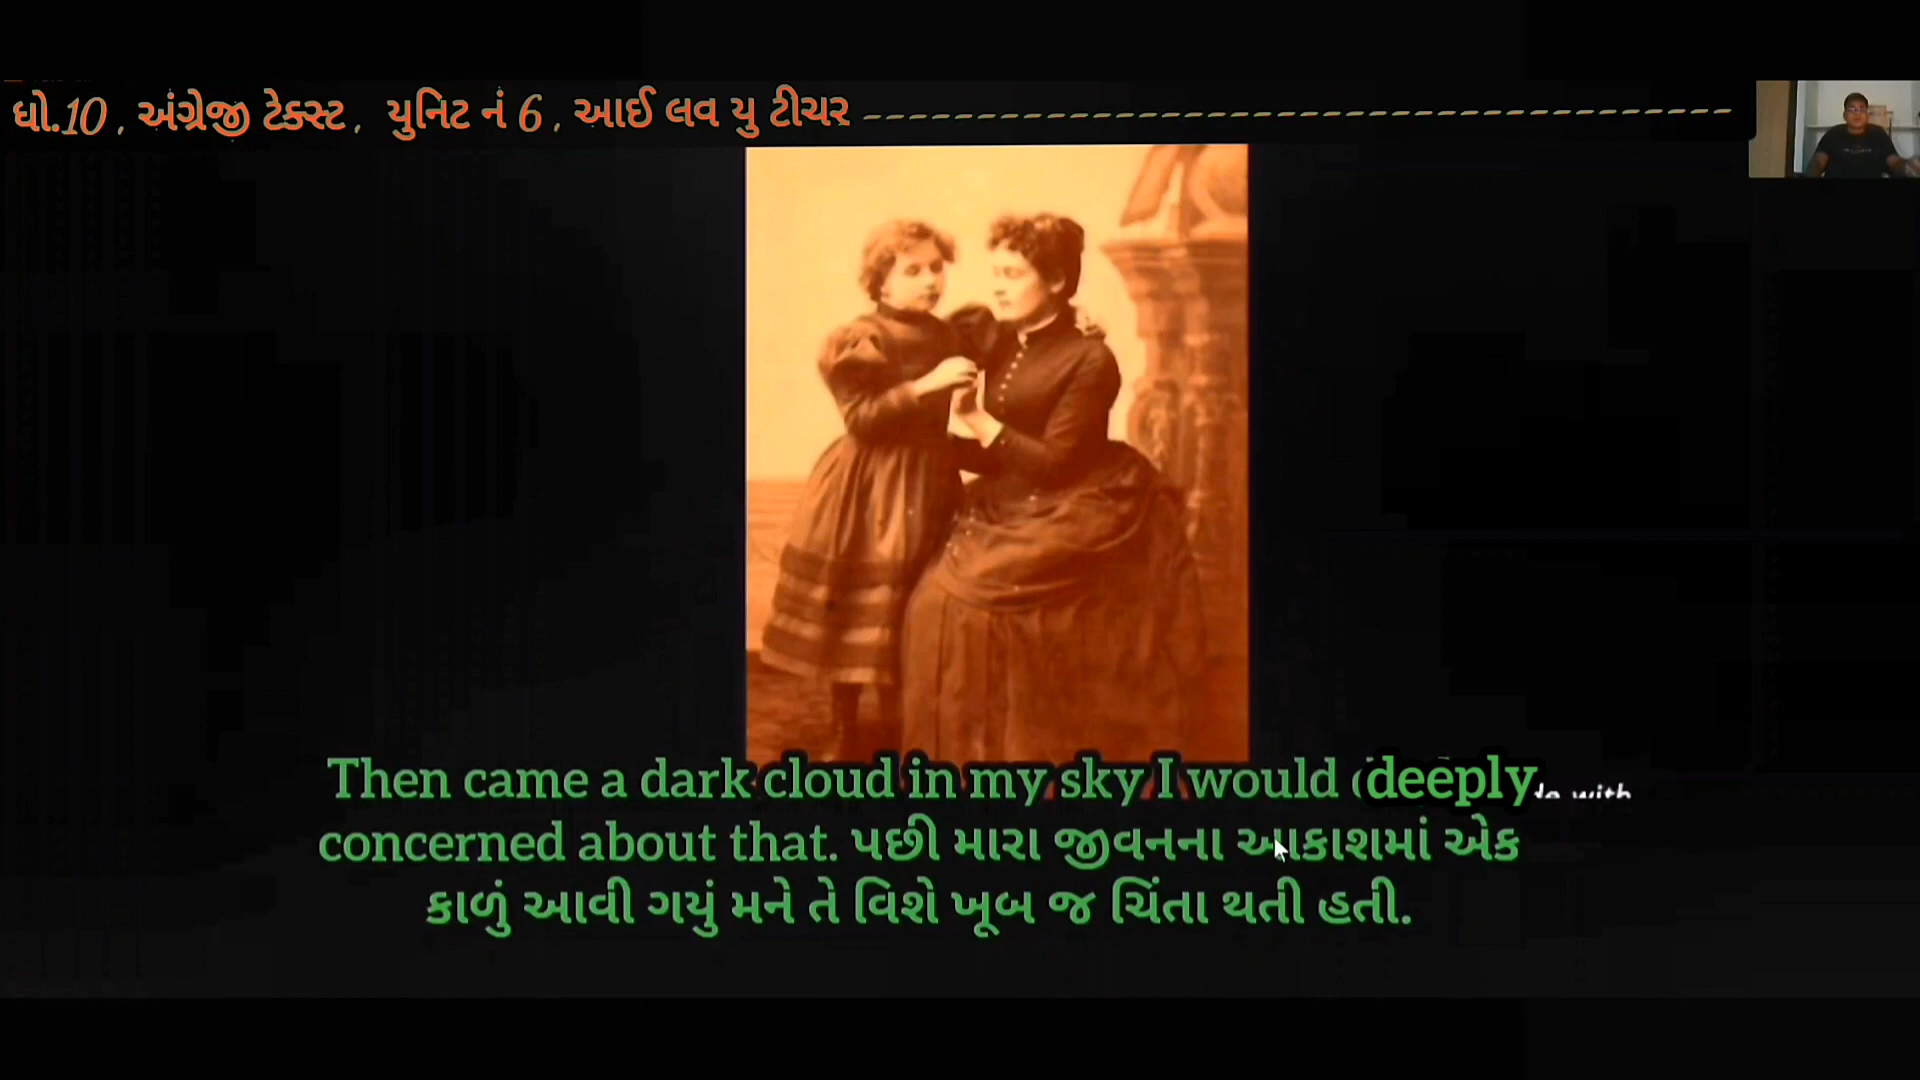 ધો.10 , અંગ્રેજી ટેક્સ્ટ, યુનિટ નં 6 , આઈ લવ યુ ટીચર
Then came a dark cloud in my sky I would deeply
concerned about that. પછી મારા જીવનના આકાશમાં એક
કાળું આવી ગયું મને તે વિશે ખૂબ જ ચિંતા થતી હતી.